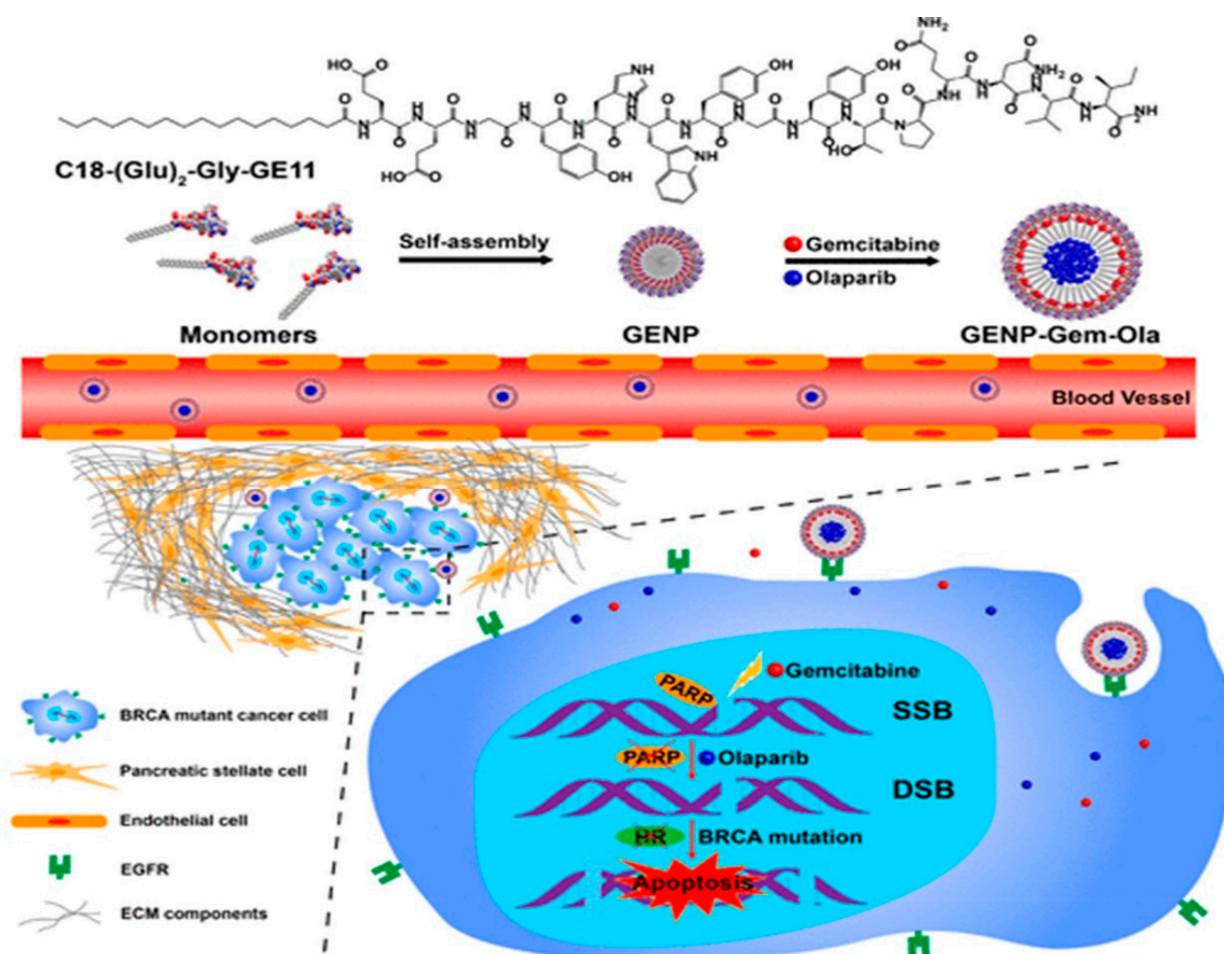 C18-(Glu)₂-Gly-GE11
Self-assembly
Gemcitabine
Olaparib
Monomers
GENP
GENP-Gem-Ola
Blood Vessel
PARP
Gemcitabine
SSB
PARP
Olaparib
DSB
HR
BRCA mutation
Apoptosis
BRCA mutant cancer cell
Pancreatic stellate cell
Endothelial cell
EGFR
ECM components